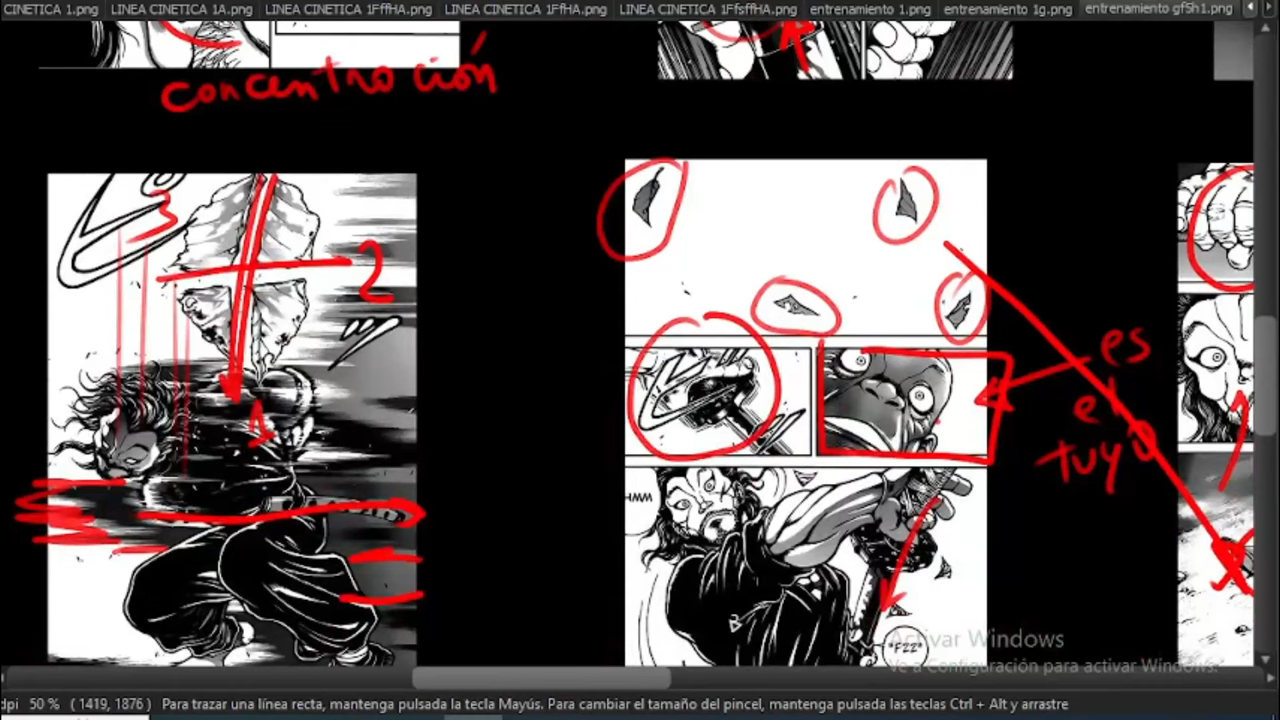 CINETICA 1.png LINEA CINETICA 1A.png LINEA CINETICA 1FffHA.png LINEA CINETICA 1FfHA.png LINEA CINETICA 1FfsffHA.png entrenamiento 1.png entrenamiento 1g.png entrenamiento gf5h1.png
concentración
3
2
1
es
el
tuyo
HMM
"FZZ"
Activar Windows
Ve a Configuración para activar Windows.
dpi 50 % ( 1419, 1876 ) Para trazar una línea recta, mantenga pulsada la tecla Mayús. Para cambiar el tamaño del pincel, mantenga pulsadas las teclas Ctrl + Alt y arrastre